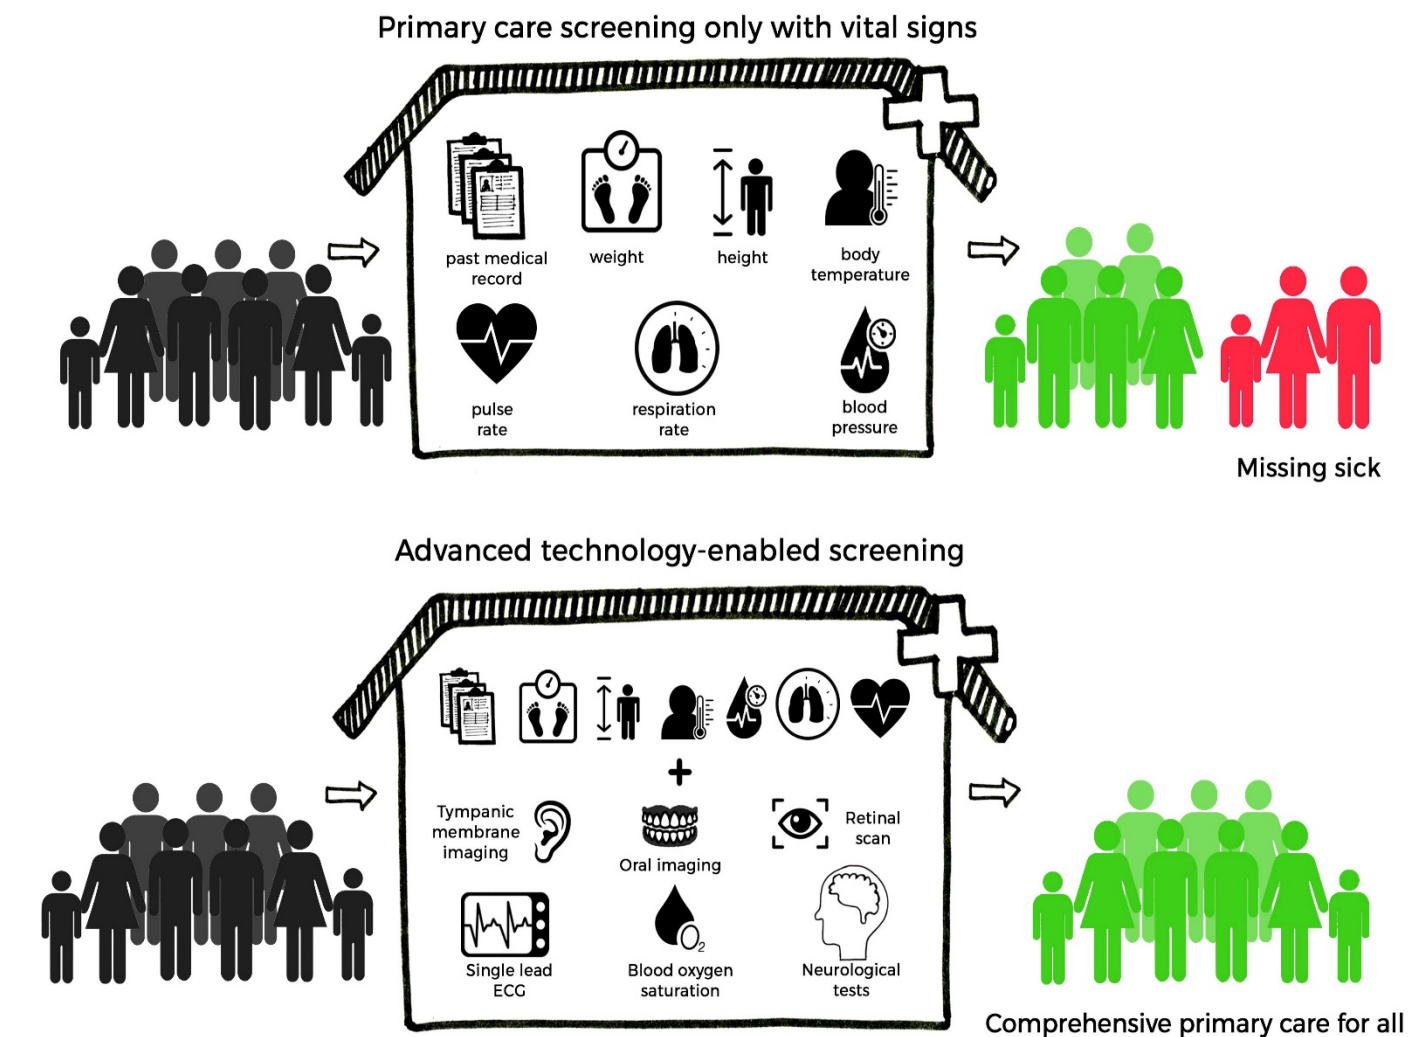 Primary care screening only with vital signs
past medical
record
weight
height
body
temperature
pulse
rate
respiration
rate
blood
pressure
Missing sick
Advanced technology-enabled screening
+
Tympanic
membrane
imaging
Oral imaging
Retinal
scan
Single lead
ECG
O2
Blood oxygen
saturation
Neurological
tests
Comprehensive primary care for all